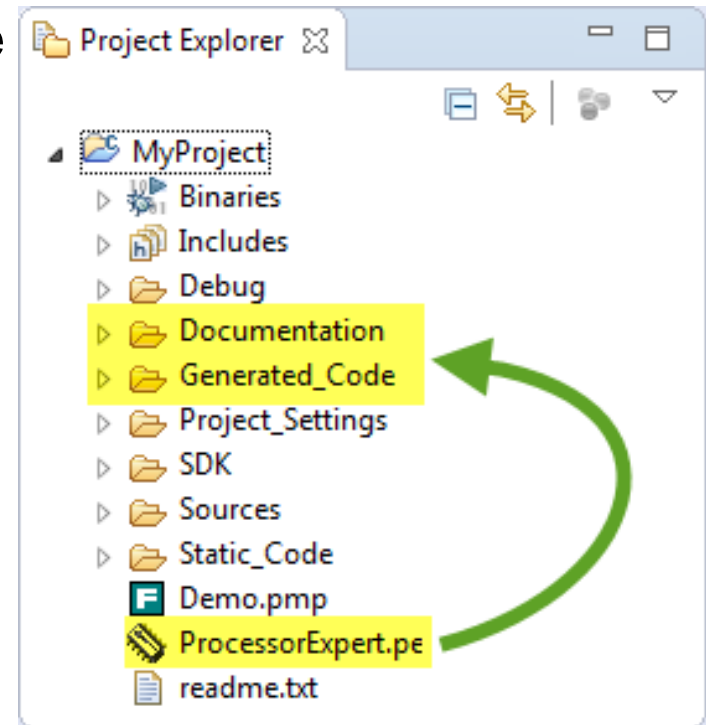 e
Project Explorer
MyProject
Binaries
Includes
Debug
Documentation
Generated_Code
Project_Settings
SDK
Sources
Static_Code
Demo.pmp
ProcessorExpert.pe
readme.txt